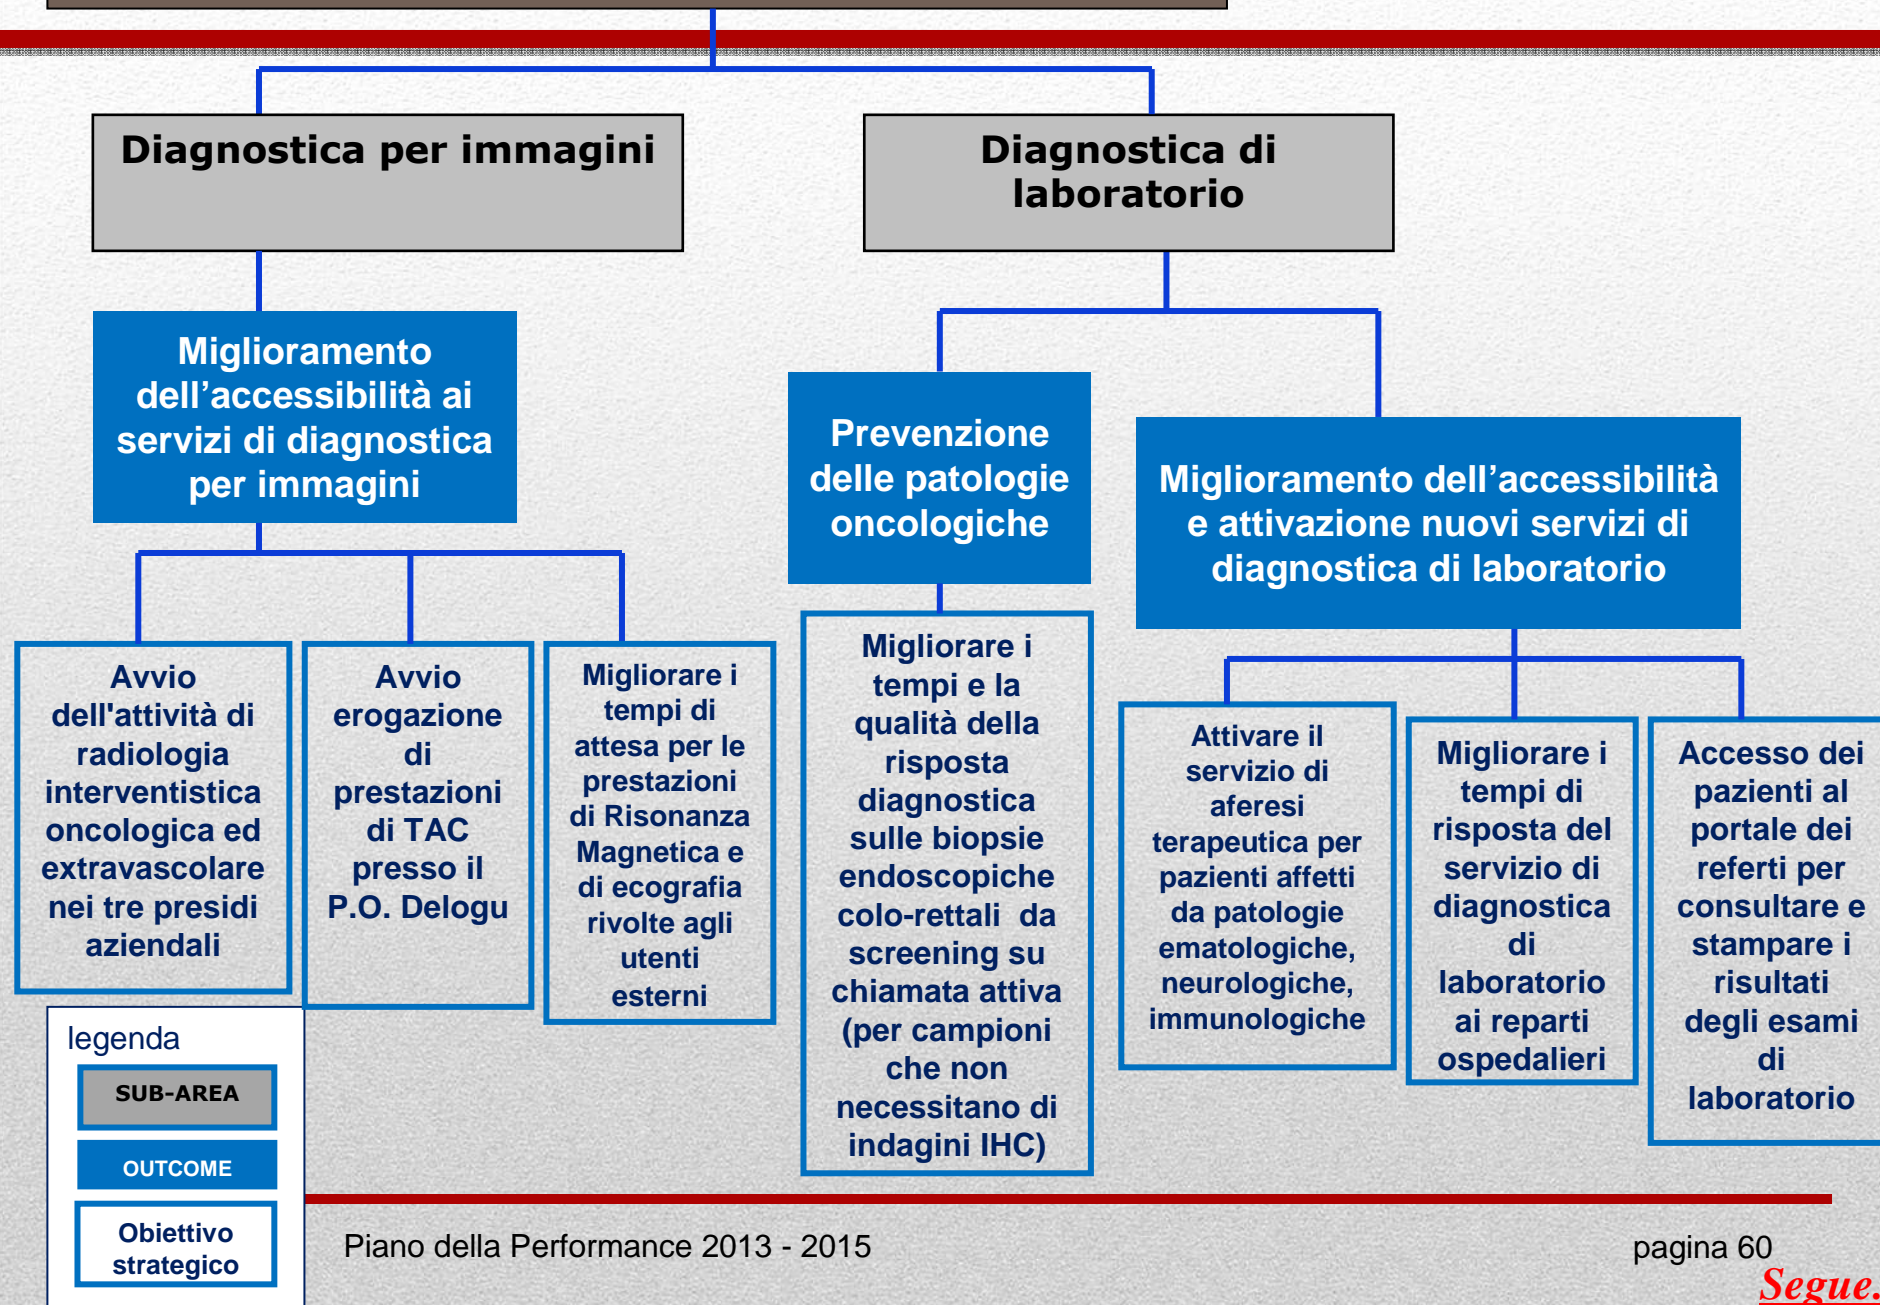 Diagnostica per immagini
Diagnostica di
laboratorio
Miglioramento
dell’accessibilità ai
servizi di diagnostica
per immagini
Prevenzione
delle patologie
oncologiche
Miglioramento dell’accessibilità
e attivazione nuovi servizi di
diagnostica di laboratorio
Avvio
dell'attività di
radiologia
interventistica
oncologica ed
extravascolare
nei tre presidi
aziendali
Avvio
erogazione
di
prestazioni
di TAC
presso il
P.O. Delogu
Migliorare i
tempi di
attesa per le
prestazioni
di Risonanza
Magnetica e
di ecografia
rivolte agli
utenti
esterni
Migliorare i
tempi e la
qualità della
risposta
diagnostica
sulle biopsie
endoscopiche
colo-rettali da
screening su
chiamata attiva
(per campioni
che non
necessitano di
indagini IHC)
Attivare il
servizio di
aferesi
terapeutica per
pazienti affetti
da patologie
ematologiche,
neurologiche,
immunologiche
Migliorare i
tempi di
risposta del
servizio di
diagnostica
di
laboratorio
ai reparti
ospedalieri
Accesso dei
pazienti al
portale dei
referti per
consultare e
stampare i
risultati
degli esami
di
laboratorio
legenda
SUB-AREA
OUTCOME
Obiettivo
strategico
Piano della Performance 2013 - 2015
pagina 60
Segue.